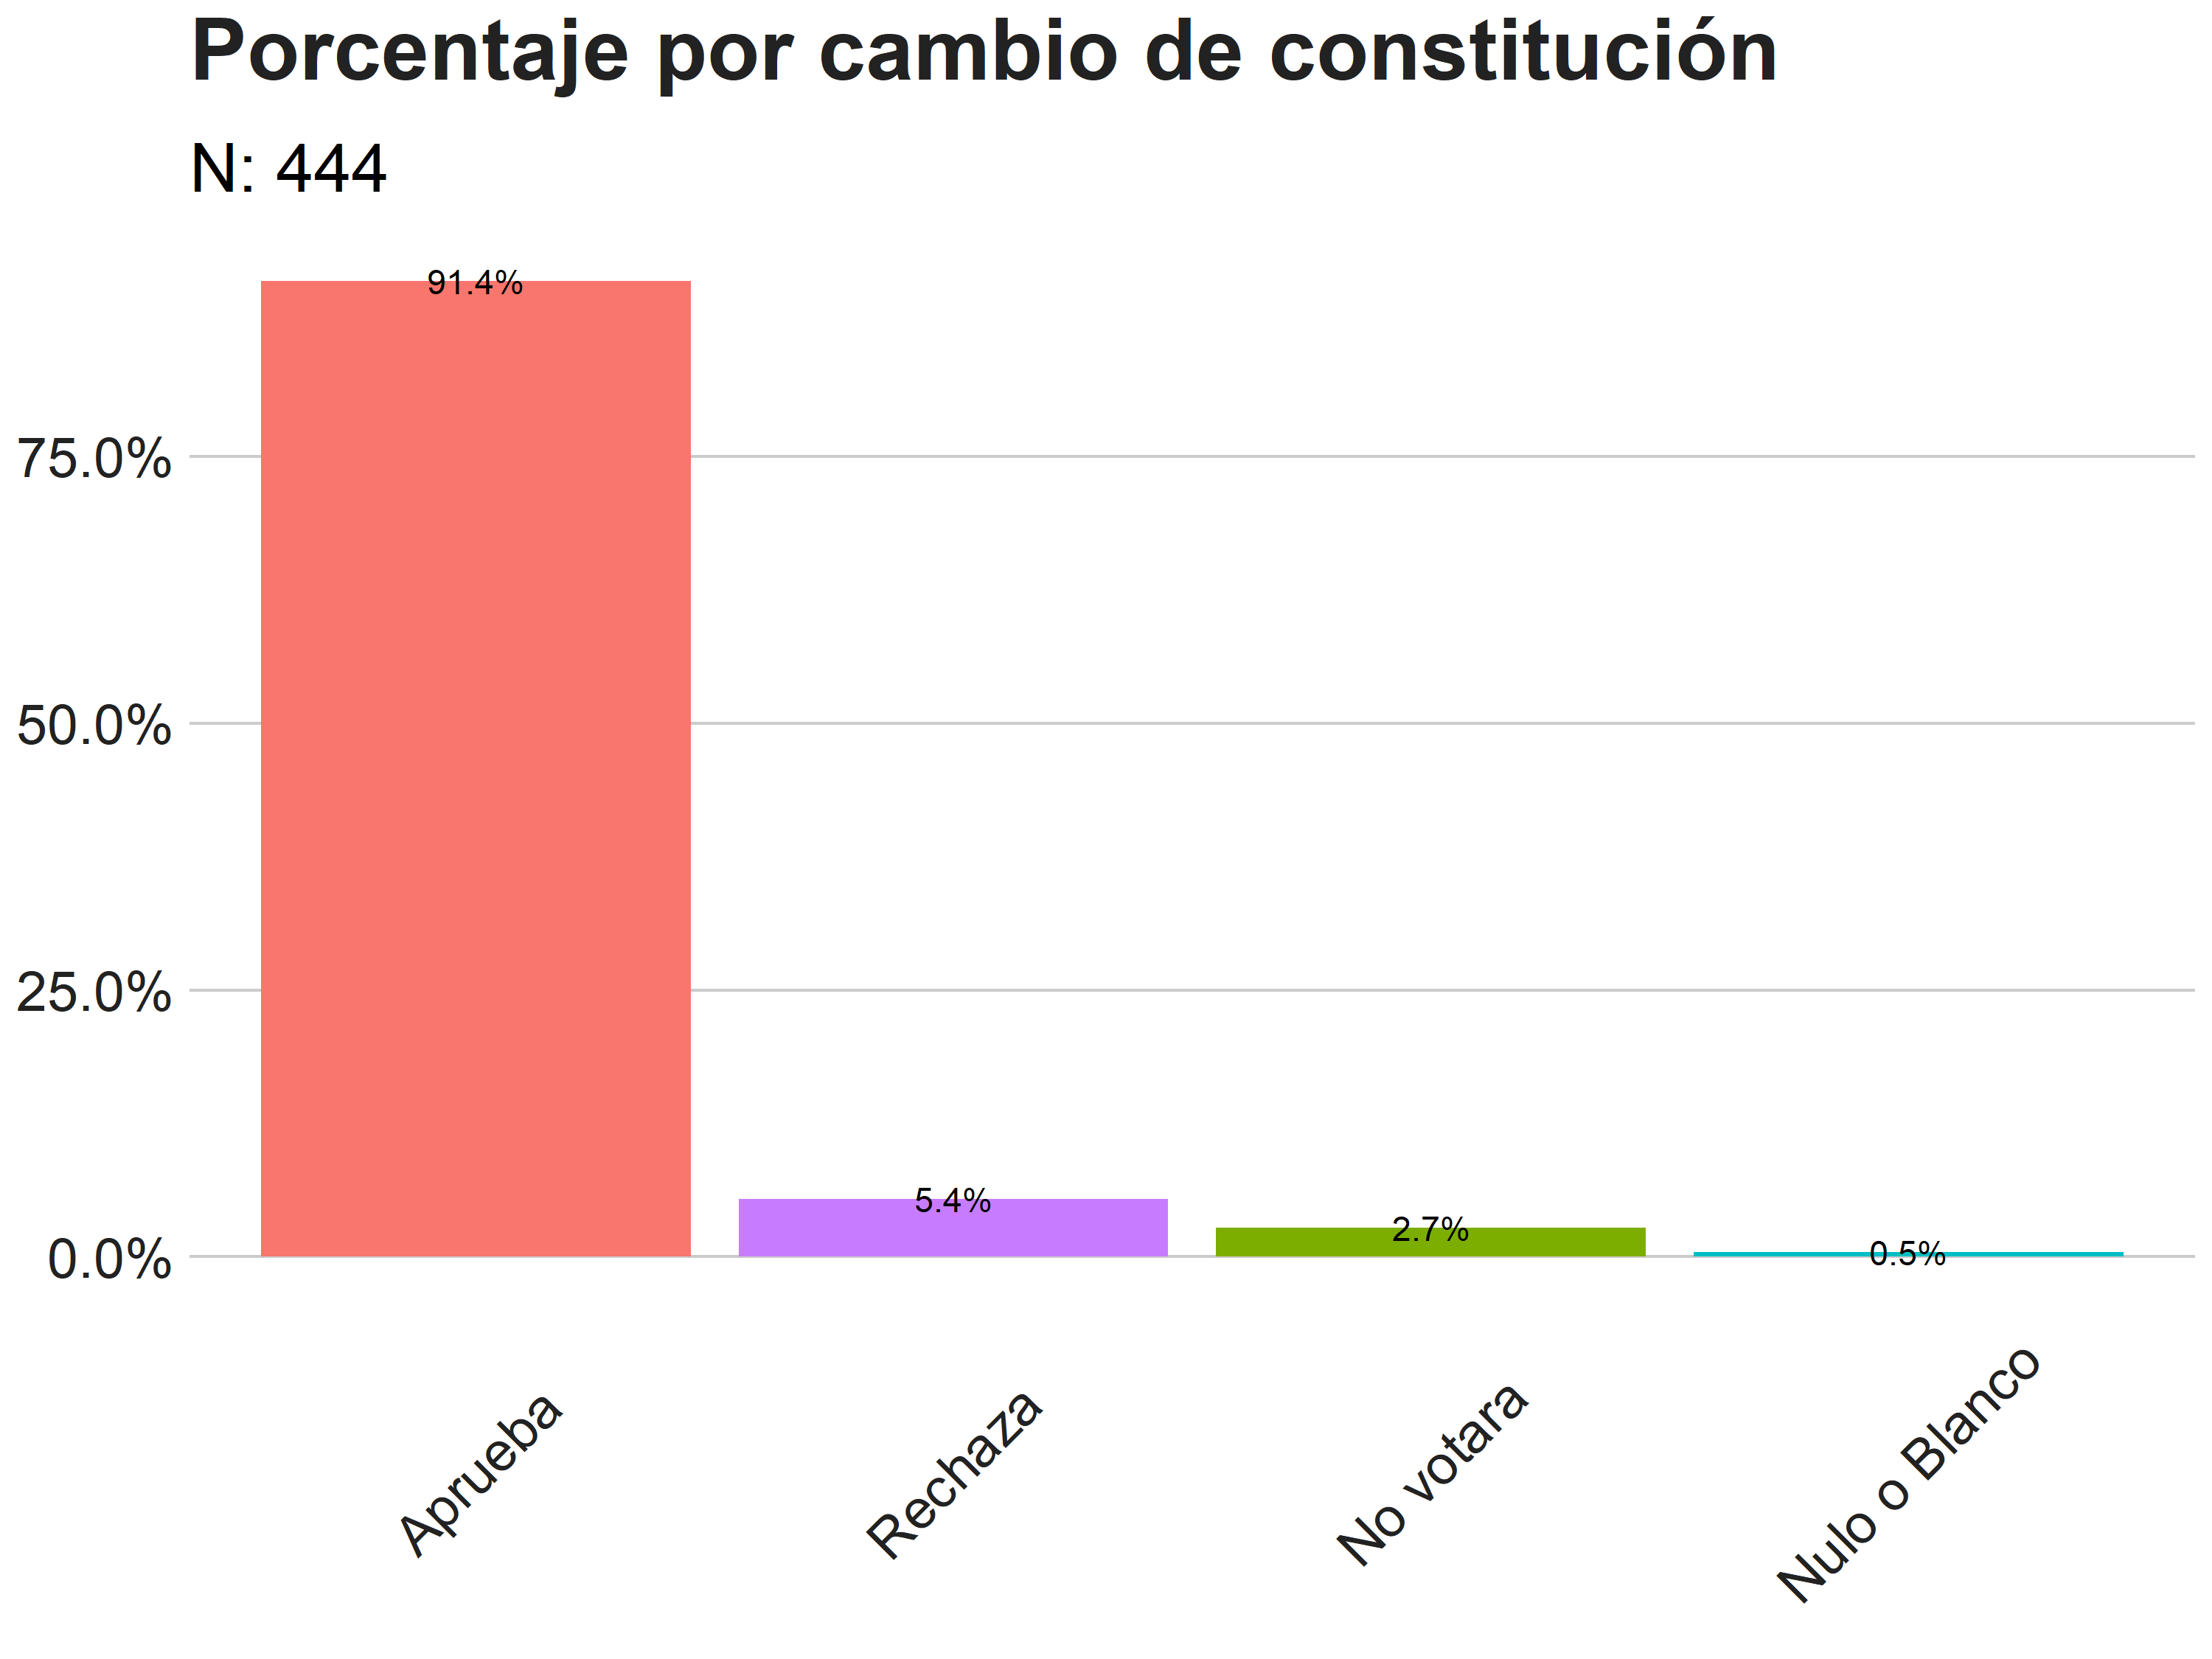 Porcentaje por cambio de constitución
N: 444
91.4%
75.0%
50.0%
25.0%
5.4%
2.7%
0.5%
0.0%
Aprueba
Rechaza
No votara
Nulo o Blanco